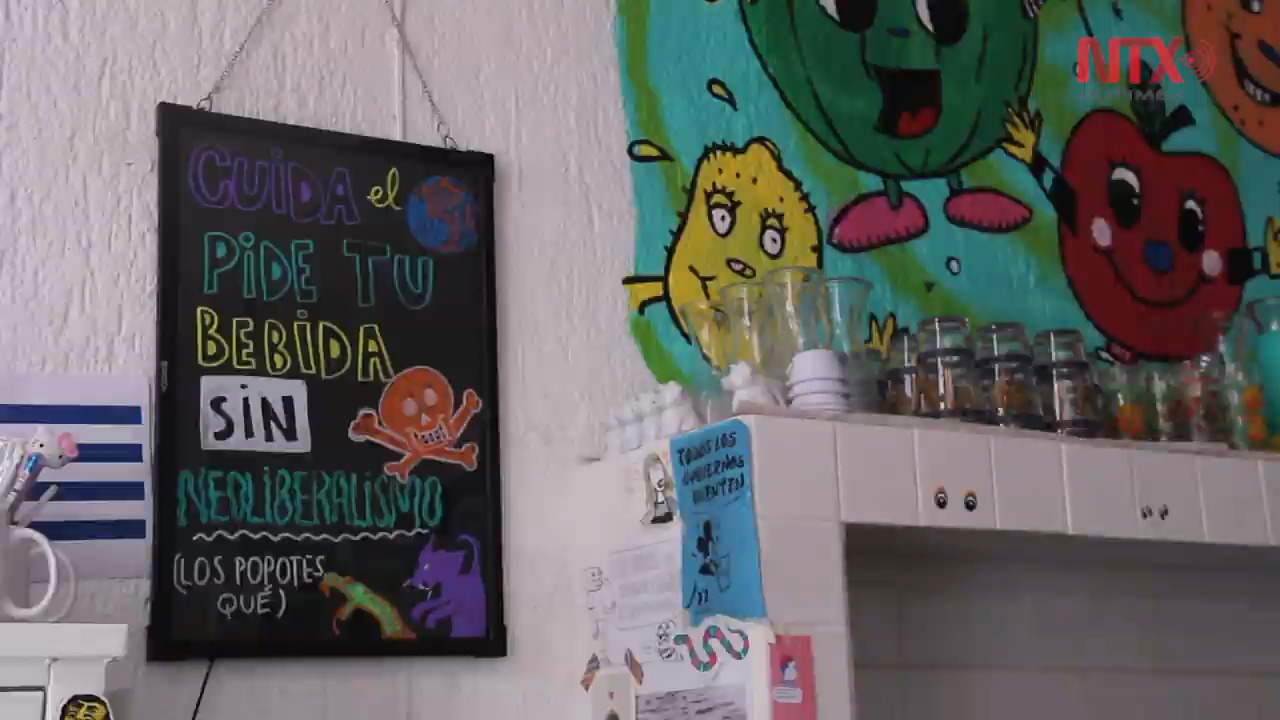 CUIDA el
PIDE TU
BEBIDA
SIN
NEOLIBERALISMO
(LOS POPOTES
QUÉ)
TODOS LOS
GOBIERNOS
MIENTEN
NTX